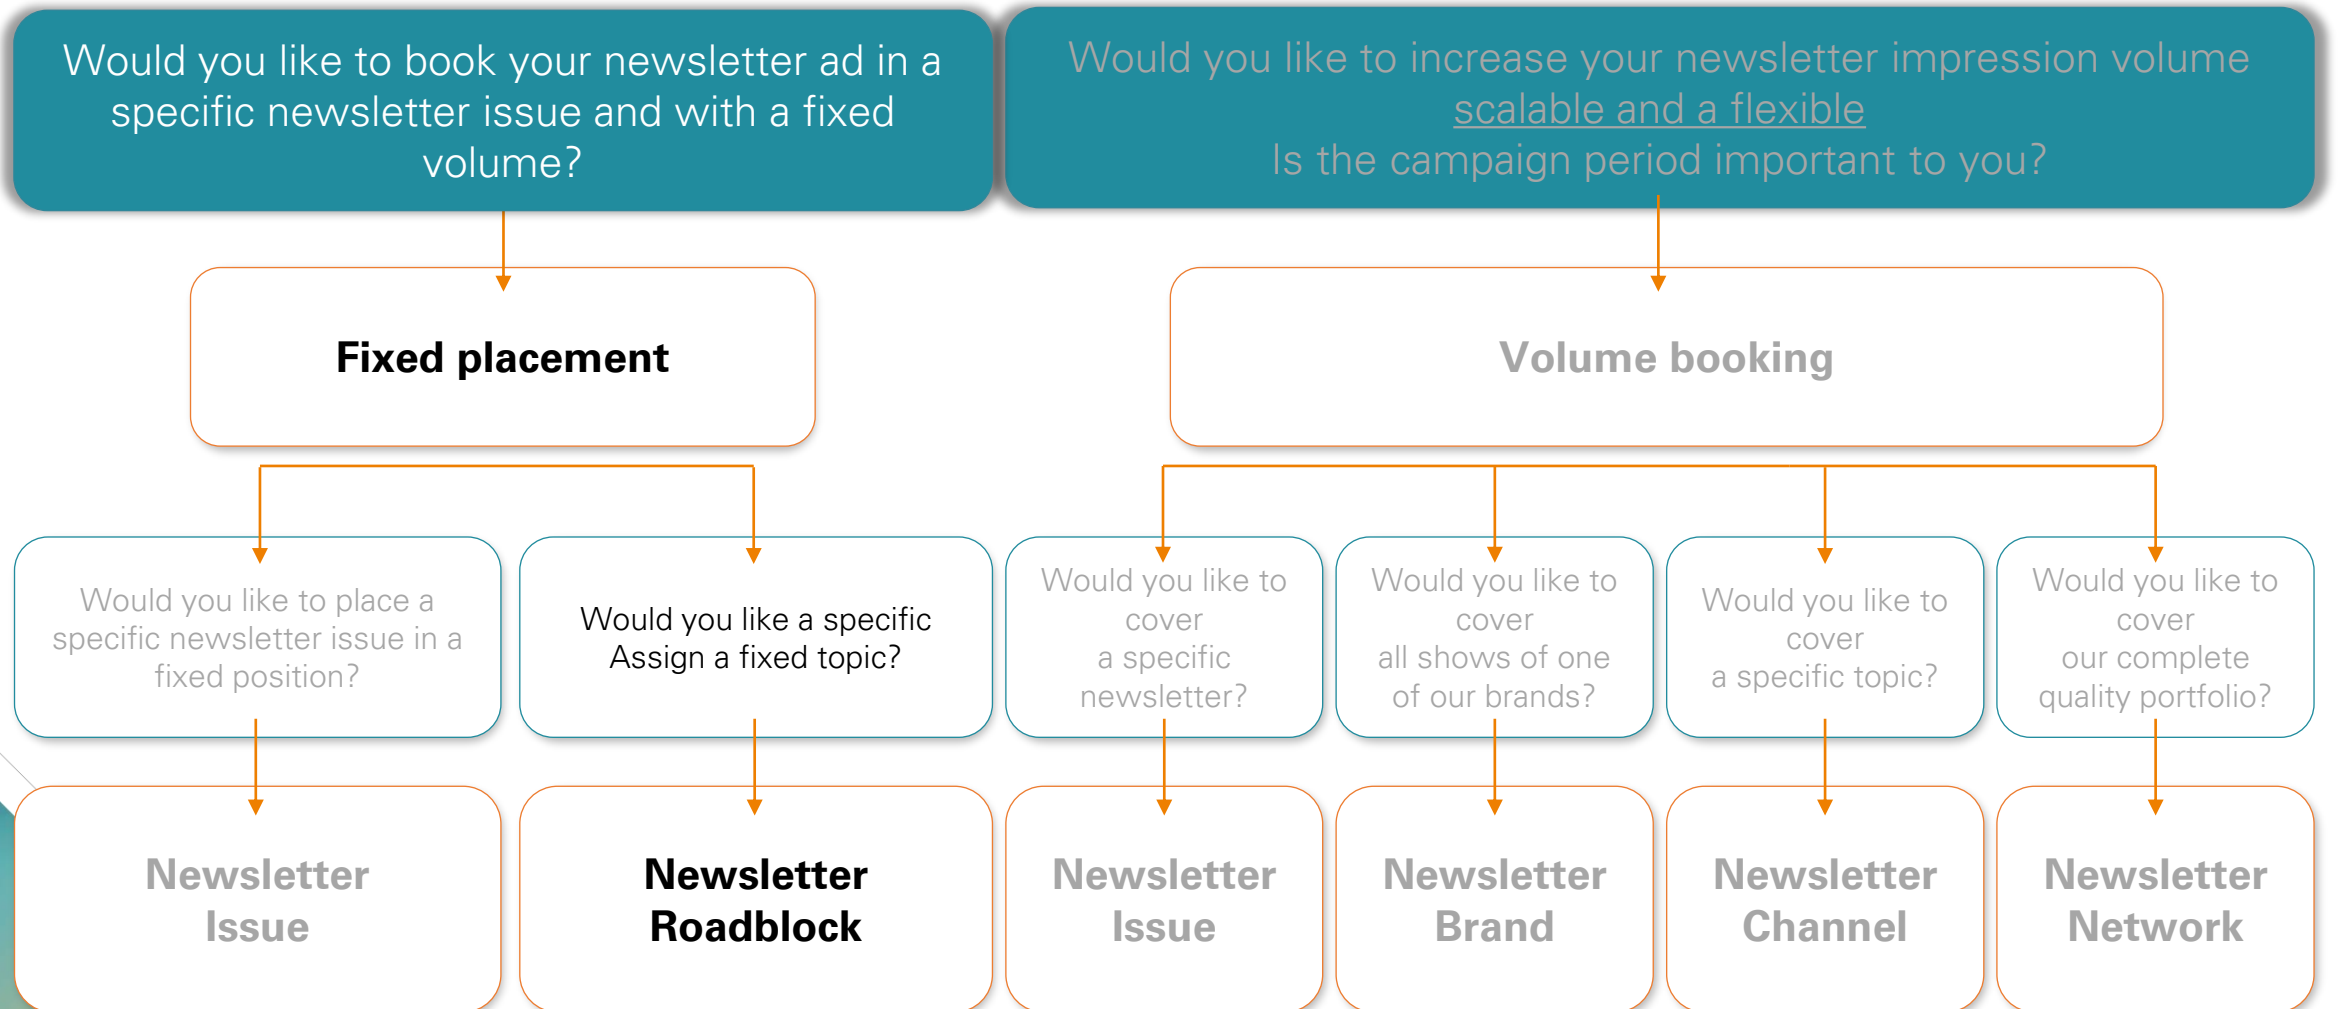 Would you like to book your newsletter ad in a
specific newsletter issue and with a fixed
volume?
Would you like to increase your newsletter impression volume
scalable and a flexible
Is the campaign period important to you?
Fixed placement
Volume booking
Would you like to place a
specific newsletter issue in a
fixed position?
Would you like a specific
Assign a fixed topic?
Would you like to
cover
a specific
newsletter?
Would you like to
cover
all shows of one
of our brands?
Would you like to
cover
a specific topic?
Would you like to
cover
our complete
quality portfolio?
Newsletter
Issue
Newsletter
Roadblock
Newsletter
Issue
Newsletter
Brand
Newsletter
Channel
Newsletter
Network